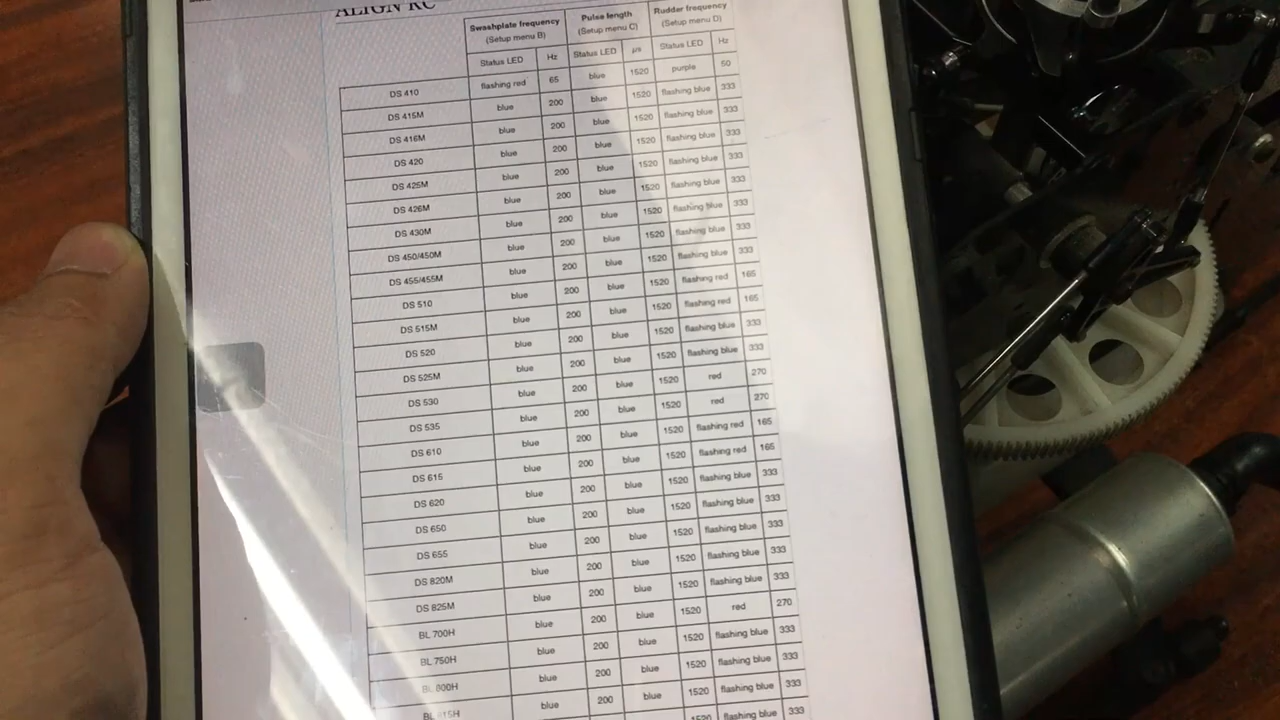 ALIGN RC
Swashplate frequency (Setup menu B) Pulse length (Setup menu C) Rudder frequency (Setup menu D)
Status LED Hz Status LED µs Status LED Hz
DS 410 flashing red 65 blue 1520 purple 50
DS 415M blue 200 blue 1520 flashing blue 333
DS 416M blue 200 blue 1520 flashing blue 333
DS 420 blue 200 blue 1520 flashing blue 333
DS 425M blue 200 blue 1520 flashing blue 333
DS 426M blue 200 blue 1520 flashing blue 333
DS 430M blue 200 blue 1520 flashing blue 333
DS 450/450M blue 200 blue 1520 flashing blue 333
DS 455/455M blue 200 blue 1520 flashing blue 333
DS 510 blue 200 blue 1520 flashing red 165
DS 515M blue 200 blue 1520 flashing red 165
DS 520 blue 200 blue 1520 flashing blue 333
DS 525M blue 200 blue 1520 flashing blue 333
DS 530 blue 200 blue 1520 red 270
DS 535 blue 200 blue 1520 red 270
DS 610 blue 200 blue 1520 flashing red 165
DS 615 blue 200 blue 1520 flashing red 165
DS 620 blue 200 blue 1520 flashing blue 333
DS 650 blue 200 blue 1520 flashing blue 333
DS 655 blue 200 blue 1520 flashing blue 333
DS 820M blue 200 blue 1520 flashing blue 333
DS 825M blue 200 blue 1520 flashing blue 333
BL 700H blue 200 blue 1520 red 270
BL 750H blue 200 blue 1520 flashing blue 333
BL 800H blue 200 blue 1520 flashing blue 333
BL 815H blue 200 blue 1520 flashing blue 333
1520 flashing blue 333